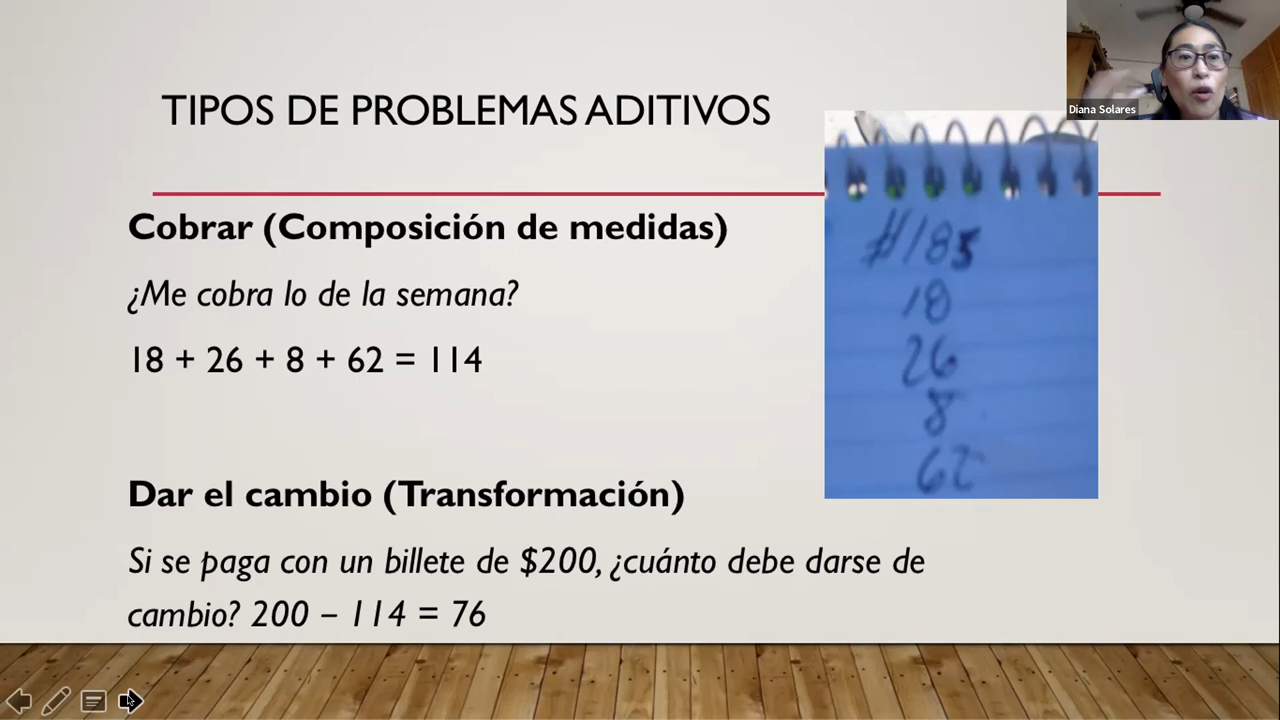 TIPOS DE PROBLEMAS ADITIVOS
Diana Solares
Cobrar (Composición de medidas)
¿Me cobra lo de la semana?
18 + 26 + 8 + 62 = 114
#185
18
26
8
62
Dar el cambio (Transformación)
Si se paga con un billete de $200, ¿cuánto debe darse de
cambio? 200 – 114 = 76